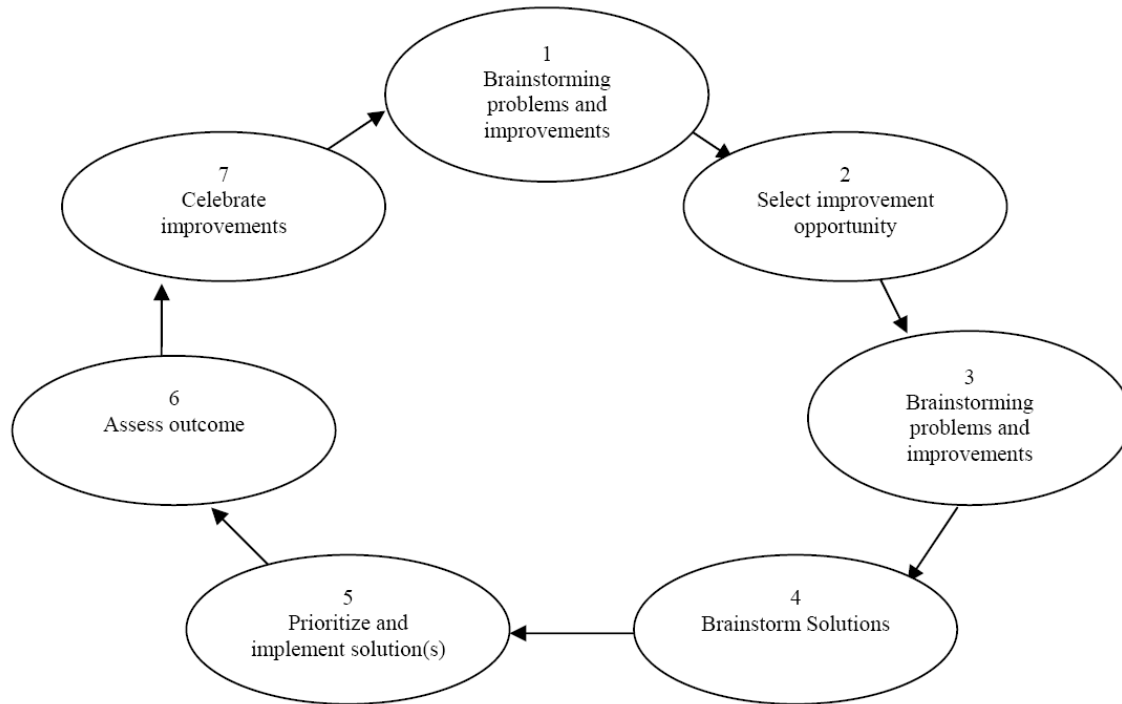 1
Brainstorming
problems and
improvements
2
Select improvement
opportunity
3
Brainstorming
problems and
improvements
4
Brainstorm Solutions
5
Prioritize and
implement solution(s)
6
Assess outcome
7
Celebrate
improvements